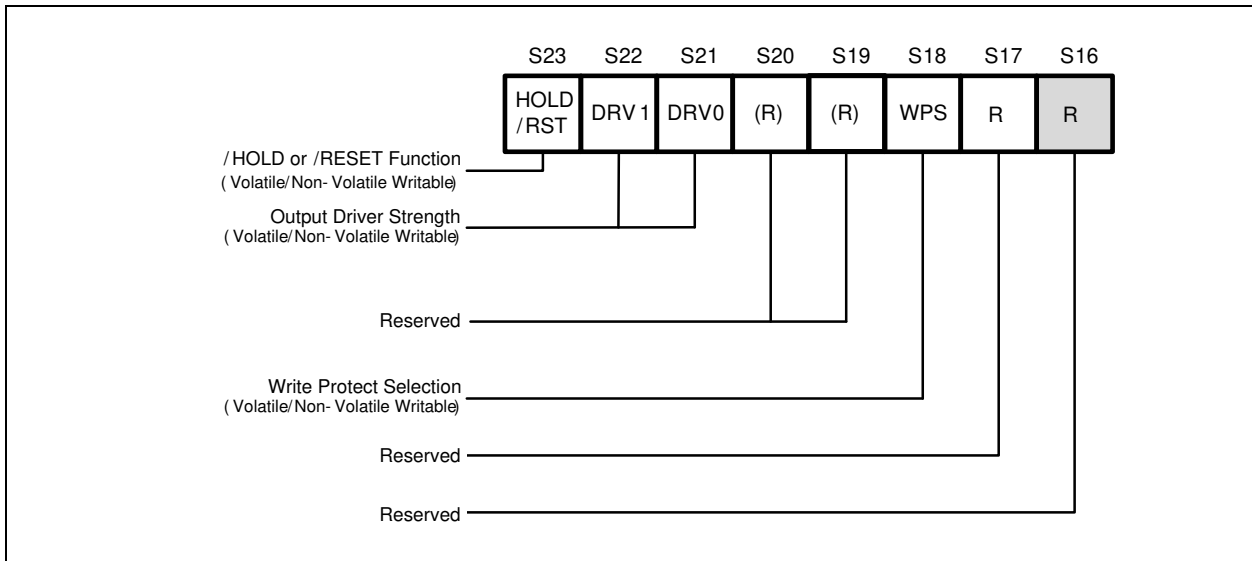 S23 S22 S21 S20 S19 S18 S17 S16
HOLD
/RST
DRV1 DRV0 (R) (R) WPS R R
/HOLD or /RESET Function
(Volatile/Non-Volatile Writable)
Output Driver Strength
(Volatile/Non-Volatile Writable)
Reserved
Write Protect Selection
(Volatile/Non-Volatile Writable)
Reserved
Reserved